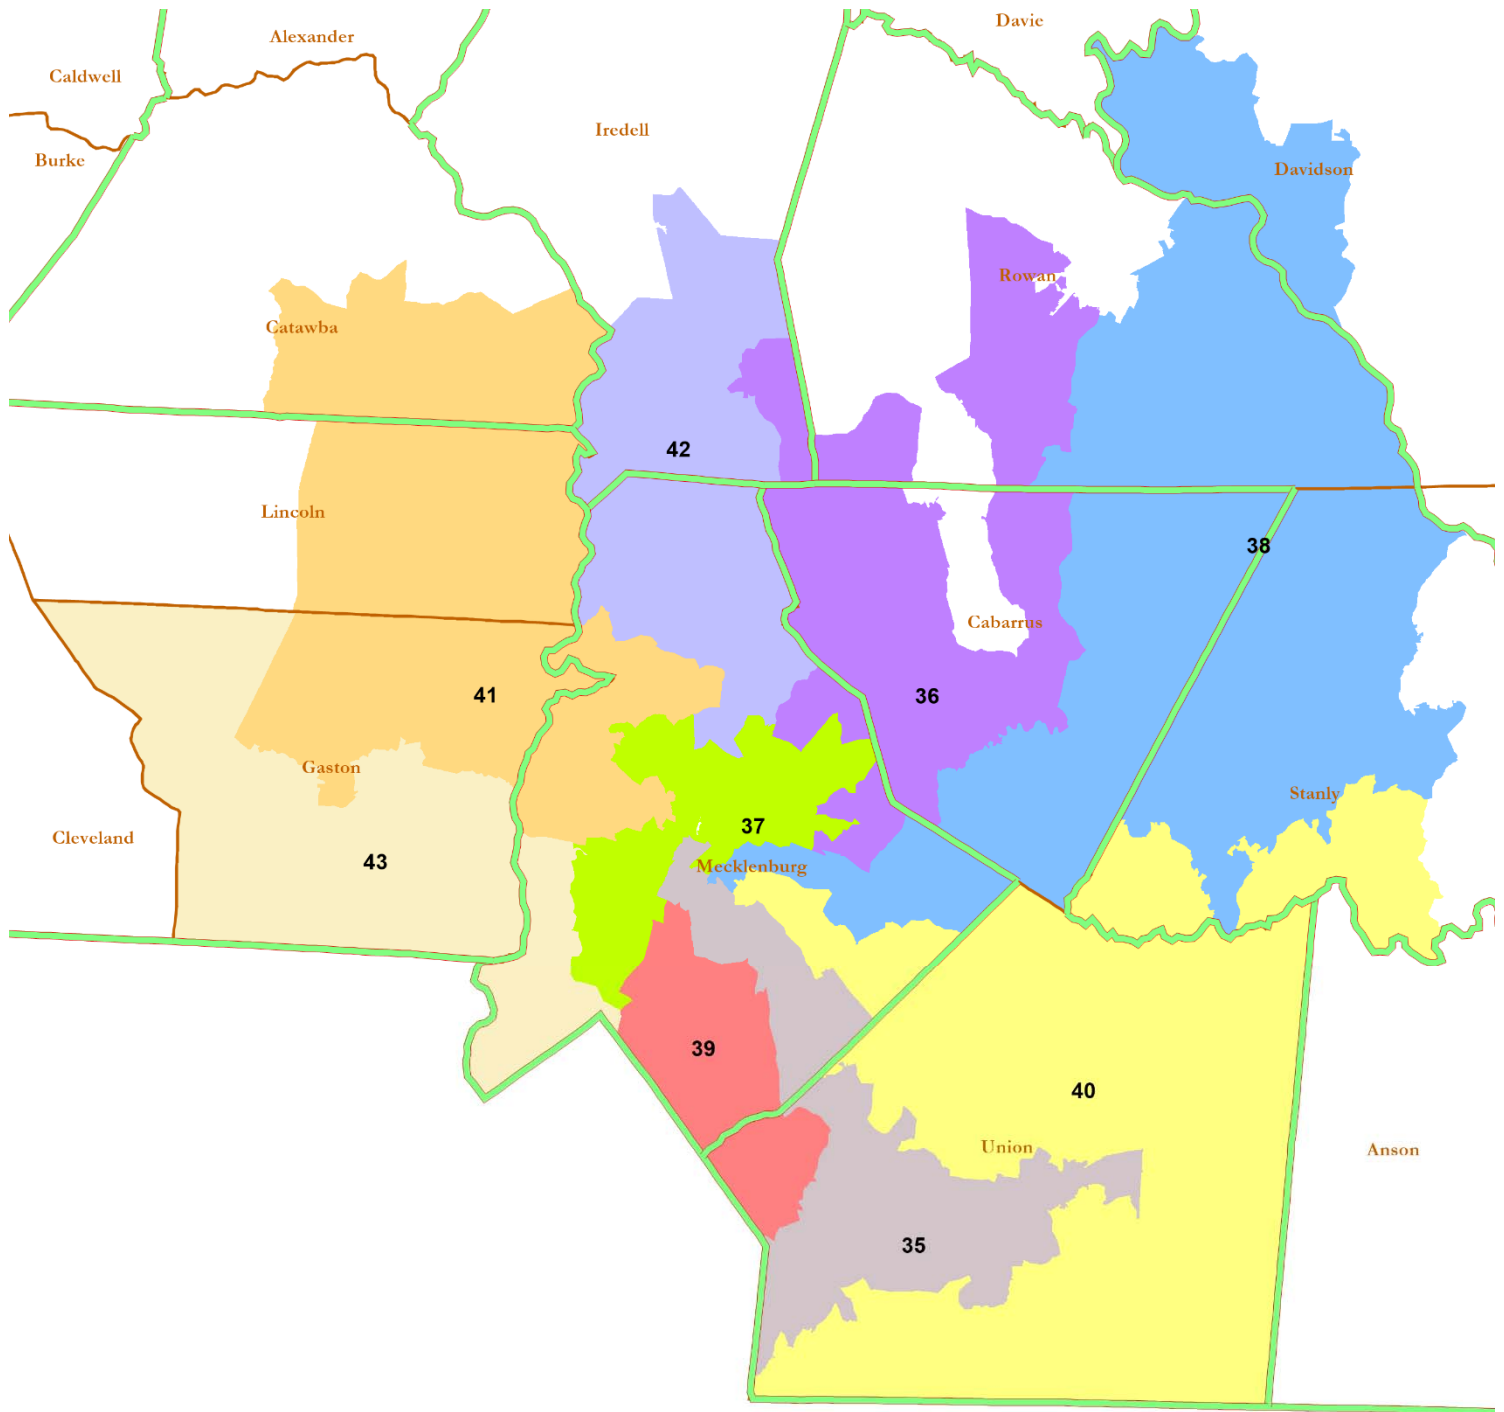 Davie
Alexander
Caldwell
Iredell
Burke
Davidson
Rowan
Catawba
42
Lincoln
38
Cabarrus
41
36
Gaston
Stanly
37
Cleveland
43
Mecklenburg
39
40
Union
Anson
35